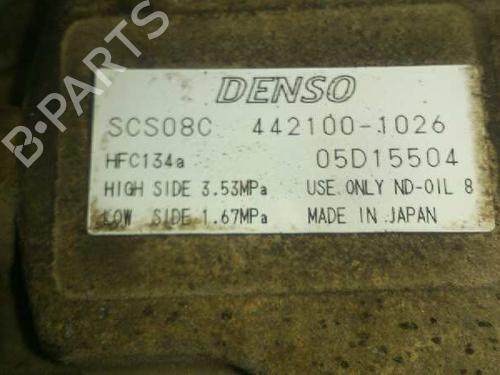 B-PARTS
DENSO
SCS08C 442100-1026
HFC134a 05D15504
HIGH SIDE 3.53MPa USE ONLY ND-OIL 8
LOW SIDE 1.67MPa MADE IN JAPAN